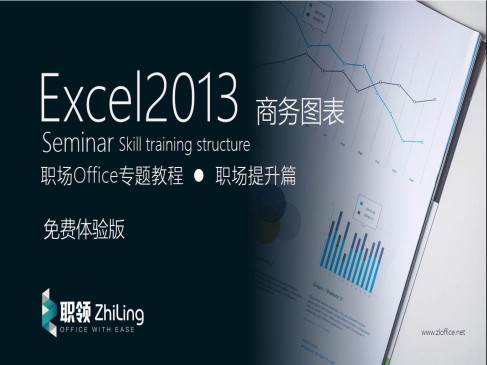 Excel2013 商务图表
Seminar Skill training structure
职场Office专题教程 ● 职场提升篇
免费体验版
职领 ZhiLing
OFFICE WITH EASE
www.zloffice.net